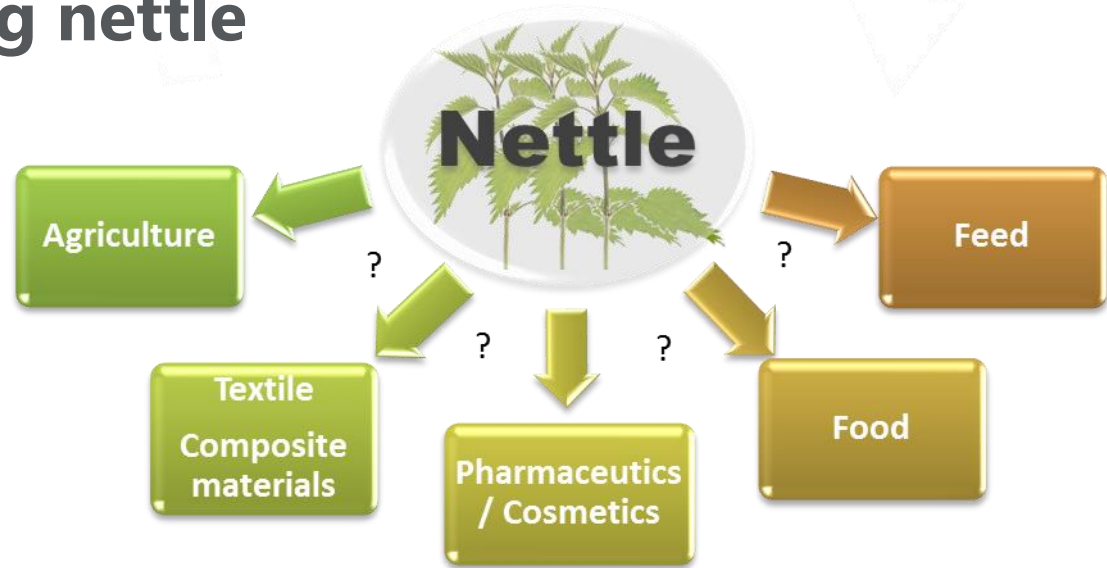 g nettle
Nettle
Agriculture
Feed
?
?
?
?
Textile
Composite
materials
Pharmaceutics
/ Cosmetics
Food